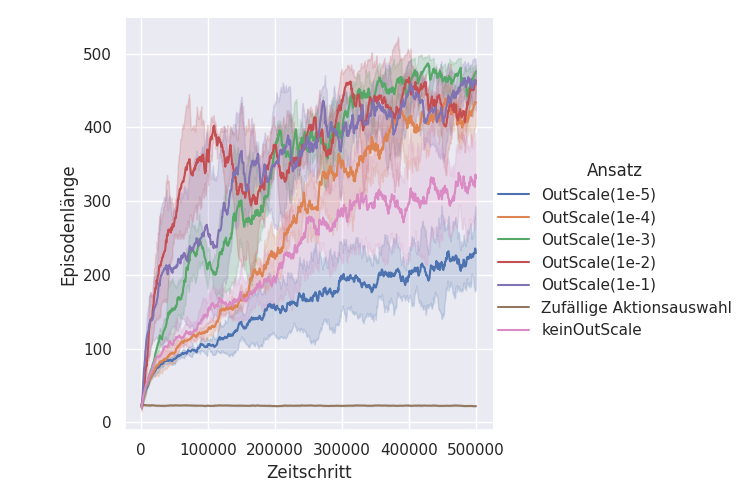 Episodenlänge
500
400
300
200
100
0
0 100000 200000 300000 400000 500000
Zeitschritt
Ansatz
OutScale(1e-5)
OutScale(1e-4)
OutScale(1e-3)
OutScale(1e-2)
OutScale(1e-1)
Zufällige Aktionsauswahl
keinOutScale